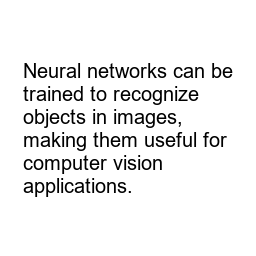 Neural networks can be
trained to recognize
objects in images,
making them useful for
computer vision
applications.